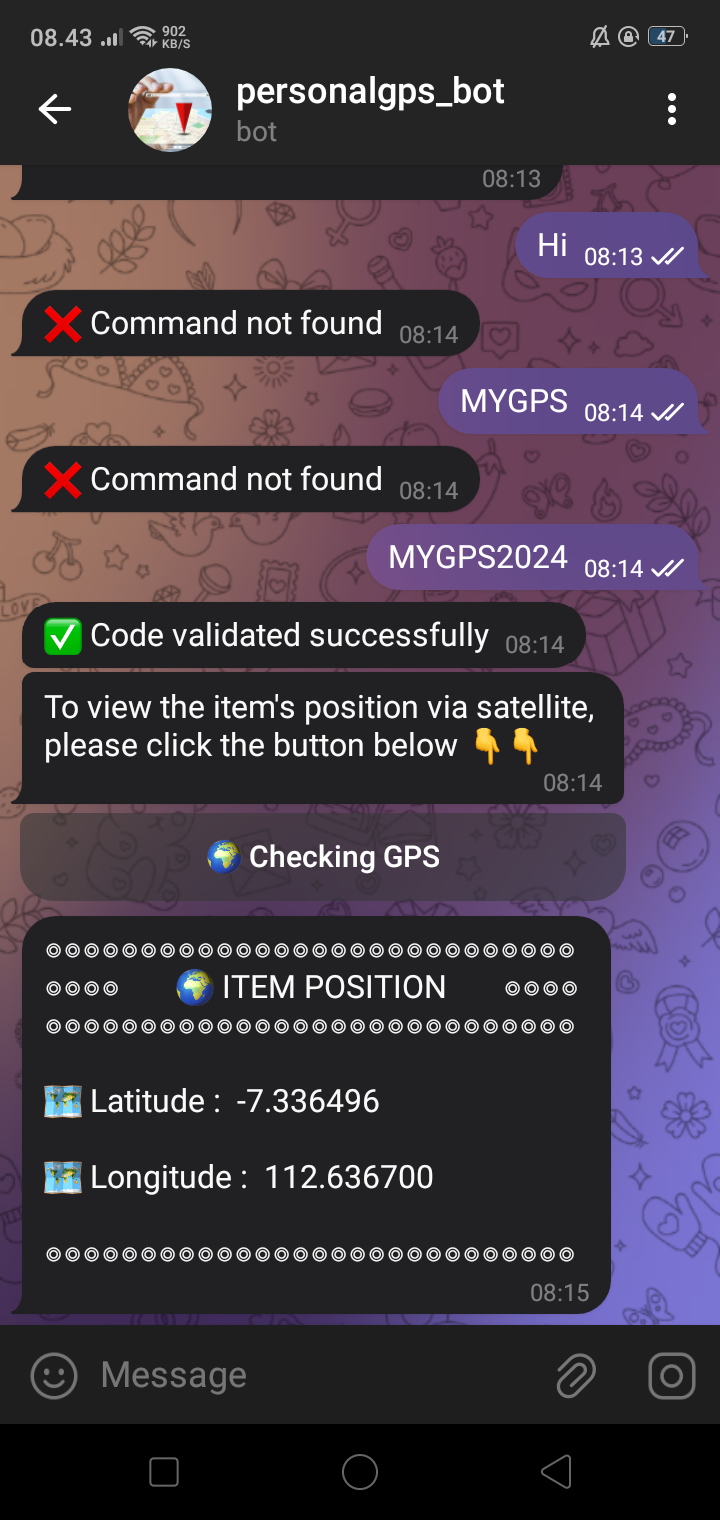 08.43 902 KB/S 47
personalgps_bot
bot
08:13
Hi 08:13
❌ Command not found 08:14
MYGPS 08:14
❌ Command not found 08:14
MYGPS2024 08:14
✅ Code validated successfully 08:14
To view the item's position via satellite,
please click the button below 👇👇
08:14
🌍 Checking GPS
◎◎◎◎◎◎◎◎◎◎◎◎◎◎◎◎◎◎◎◎◎◎◎◎◎◎◎◎
◎◎◎◎ 🌍 ITEM POSITION ◎◎◎◎
◎◎◎◎◎◎◎◎◎◎◎◎◎◎◎◎◎◎◎◎◎◎◎◎◎◎◎◎
🗺️ Latitude : -7.336496
🗺️ Longitude : 112.636700
◎◎◎◎◎◎◎◎◎◎◎◎◎◎◎◎◎◎◎◎◎◎◎◎◎◎◎◎
08:15
Message